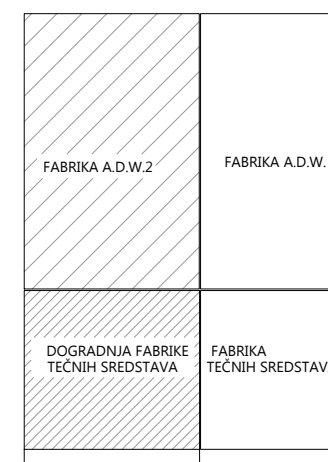 FABRIKA A.D.W.2
FABRIKA A.D.W.
DOGRADNJA FABRIKE
TEČNIH SREDSTAVA
FABRIKA
TEČNIH SREDSTAV